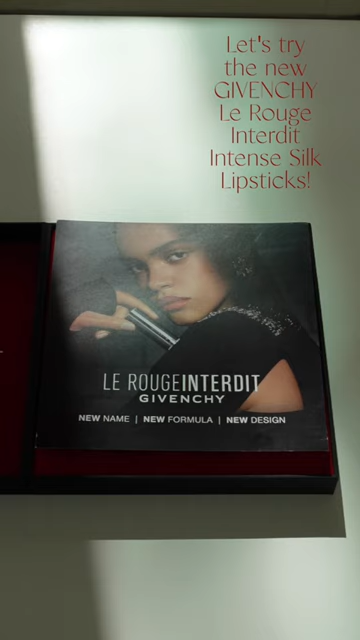 Let's try
the new
GIVENCHY
Le Rouge
Interdit
Intense Silk
Lipsticks!
LE ROUGEINTERDIT
GIVENCHY
NEW NAME | NEW FORMULA | NEW DESIGN